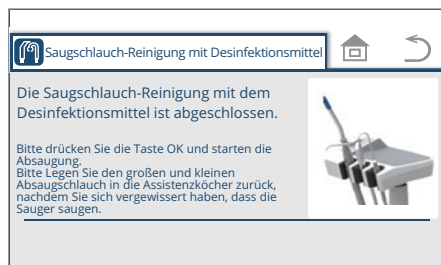 Saugschlauch-Reinigung mit Desinfektionsmittel
Die Saugschlauch-Reinigung mit dem
Desinfektionsmittel ist abgeschlossen.
Bitte drücken Sie die Taste OK und starten die
Absaugung.
Bitte Legen Sie den großen und kleinen
Absaugschlauch in die Assistenzköcher zurück,
nachdem Sie sich vergewissert haben, dass die
Sauger saugen.